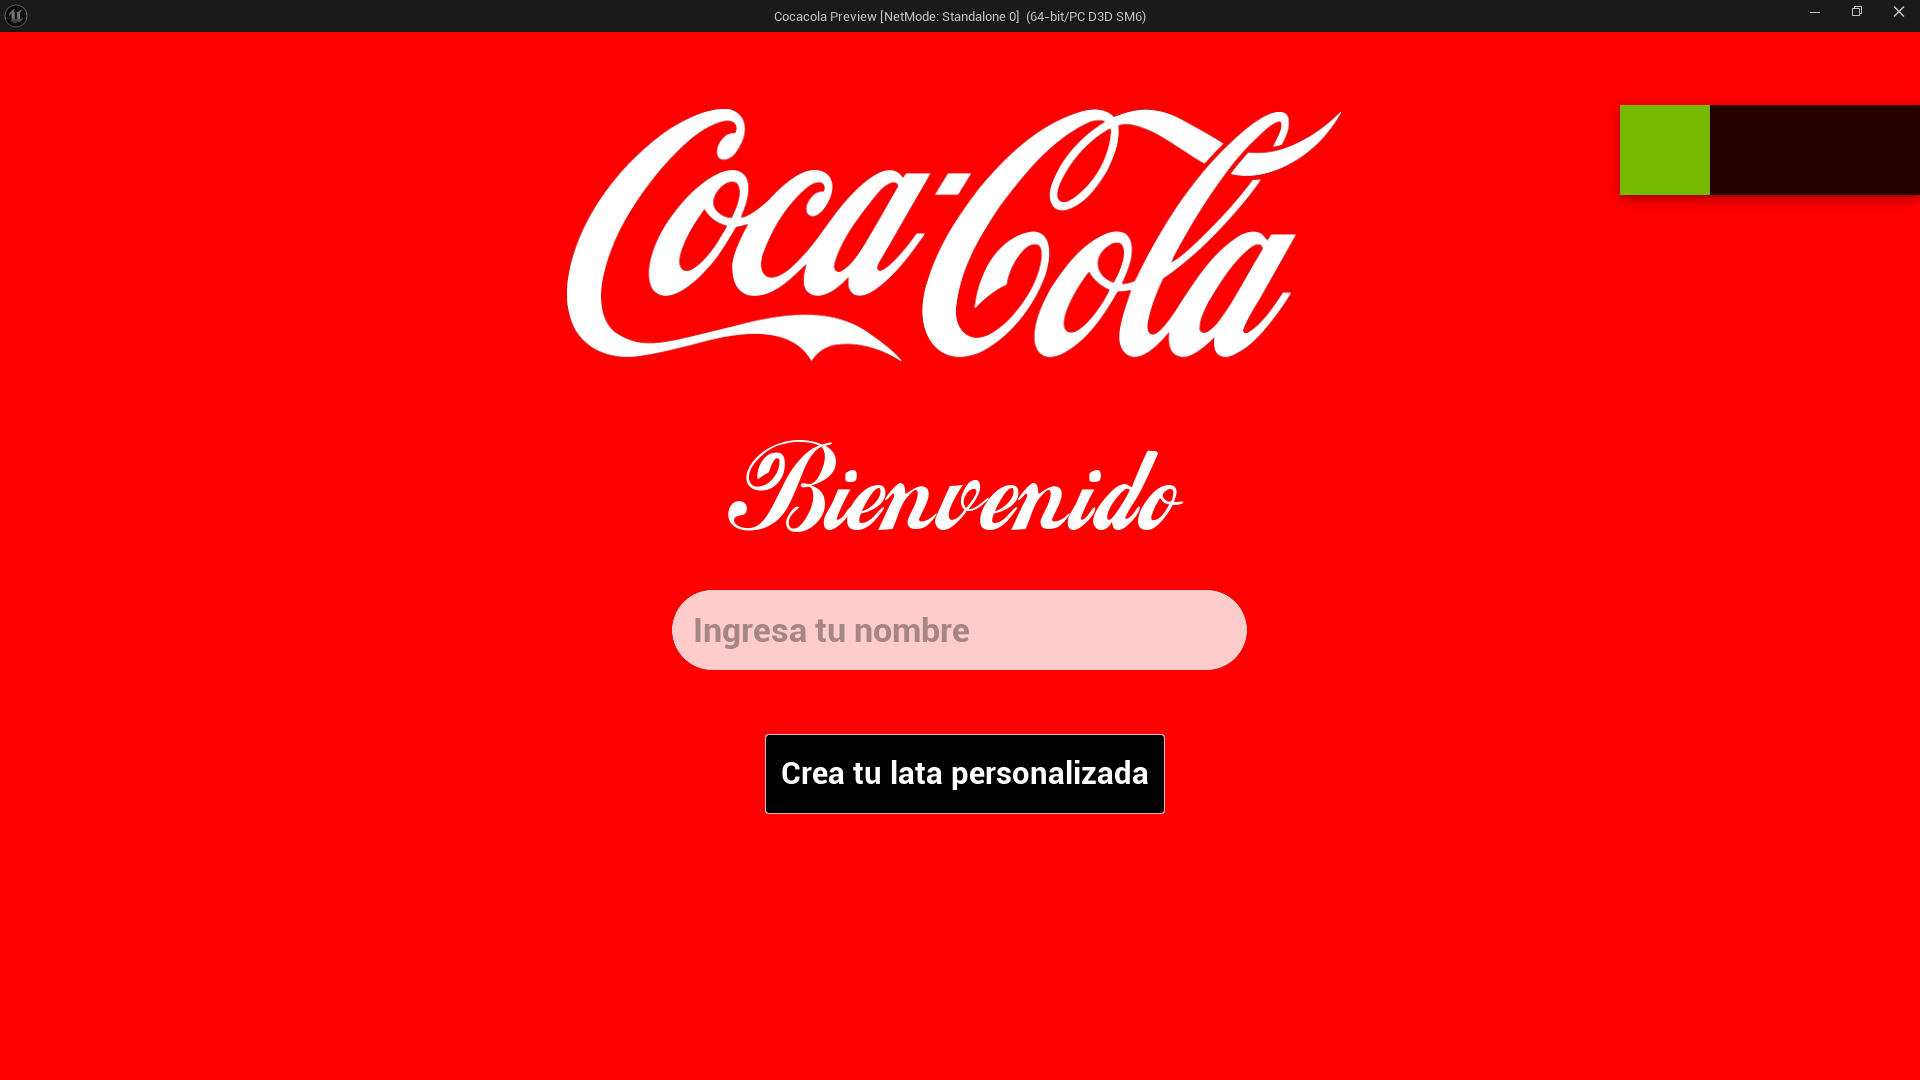 Cocacola Preview [NetMode: Standalone 0] (64-bit/PC D3D SM6)
Coca-Cola
Bienvenido
Ingresa tu nombre
Crea tu lata personalizada